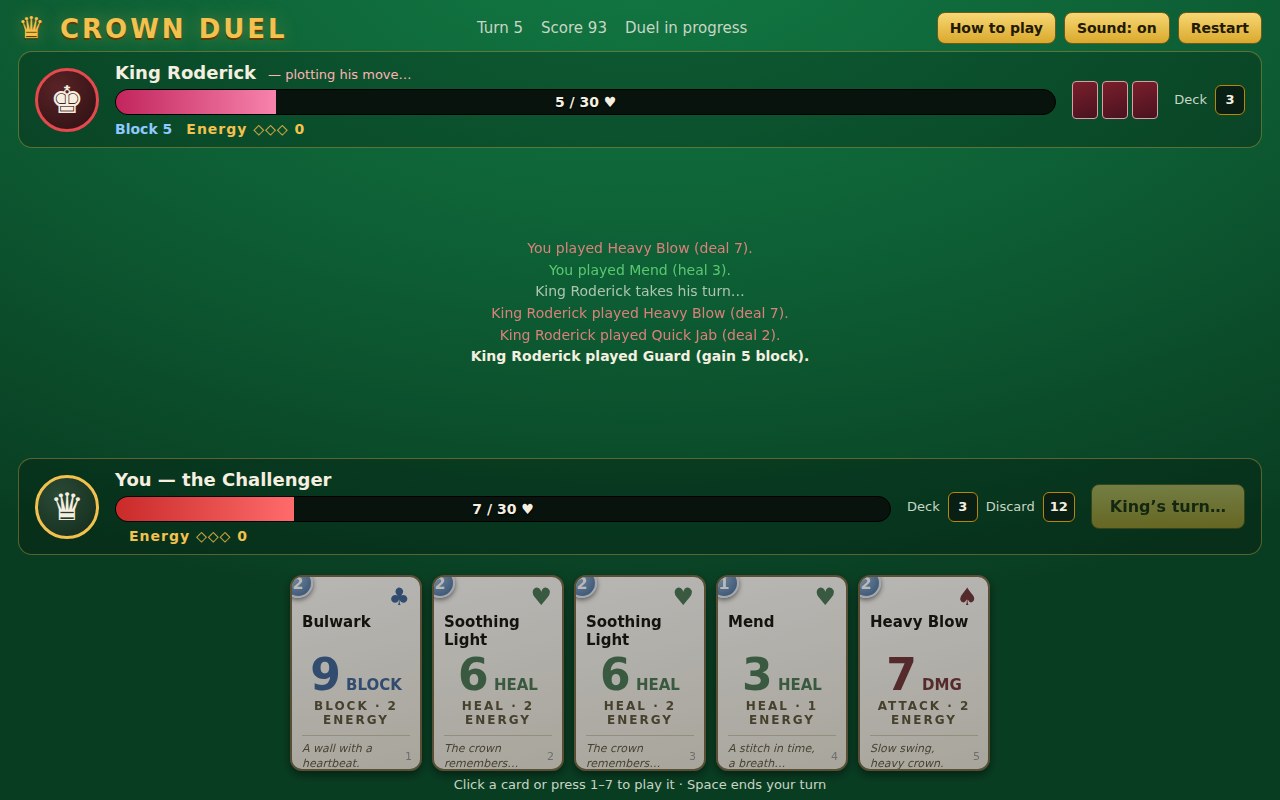 ♛ CROWN DUEL
Turn 5 Score 93 Duel in progress
How to play
Sound: on
Restart
King Roderick — plotting his move…
5 / 30 ♥
Block 5 Energy ◇◇◇ 0
Deck 3
You played Heavy Blow (deal 7).
You played Mend (heal 3).
King Roderick takes his turn…
King Roderick played Heavy Blow (deal 7).
King Roderick played Quick Jab (deal 2).
King Roderick played Guard (gain 5 block).
You — the Challenger
7 / 30 ♥
Energy ◇◇◇ 0
Deck 3 Discard 12
King's turn…
2 ♣
Bulwark
9 BLOCK
BLOCK · 2
ENERGY
A wall with a
heartbeat.
1
2 ♥
Soothing
Light
6 HEAL
HEAL · 2
ENERGY
The crown
remembers…
2
2 ♥
Soothing
Light
6 HEAL
HEAL · 2
ENERGY
The crown
remembers…
3
1 ♥
Mend
3 HEAL
HEAL · 1
ENERGY
A stitch in time,
a breath…
4
2 ♠
Heavy Blow
7 DMG
ATTACK · 2
ENERGY
Slow swing,
heavy crown.
5
Click a card or press 1–7 to play it · Space ends your turn